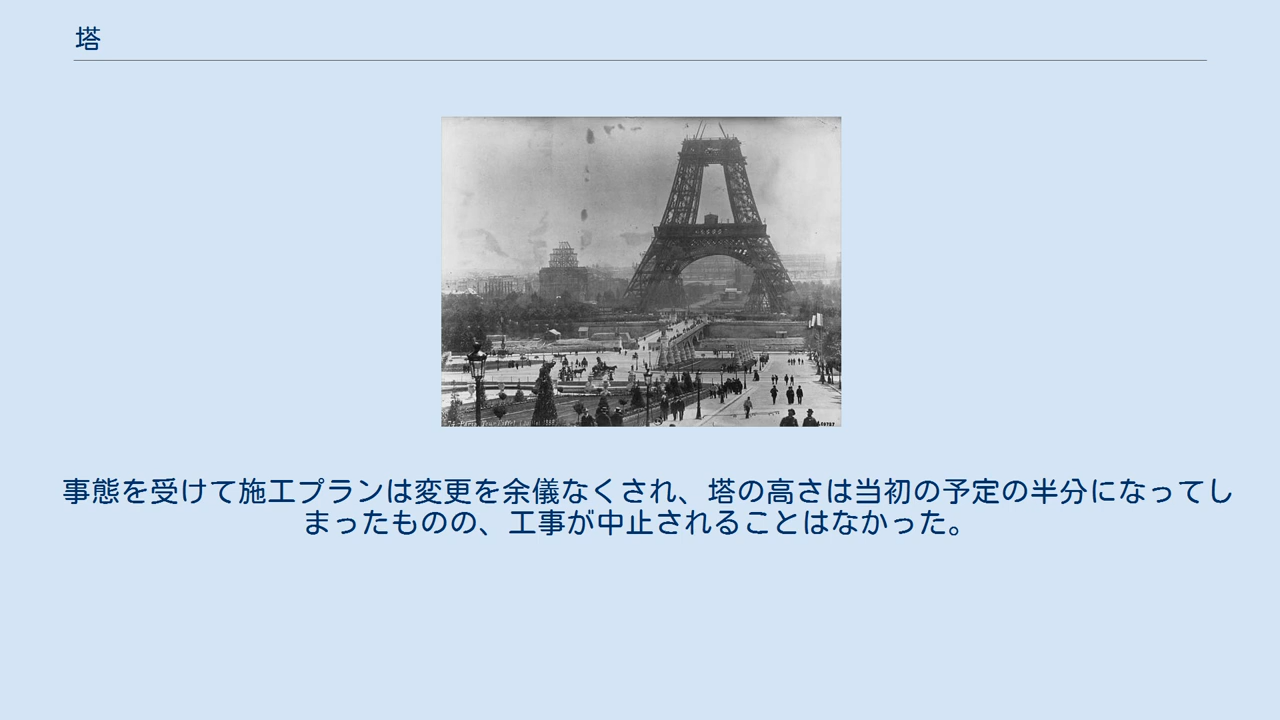 塔
事態を受けて施工プランは変更を余儀なくされ、塔の高さは当初の予定の半分になってし
まったものの、工事が中止されることはなかった。